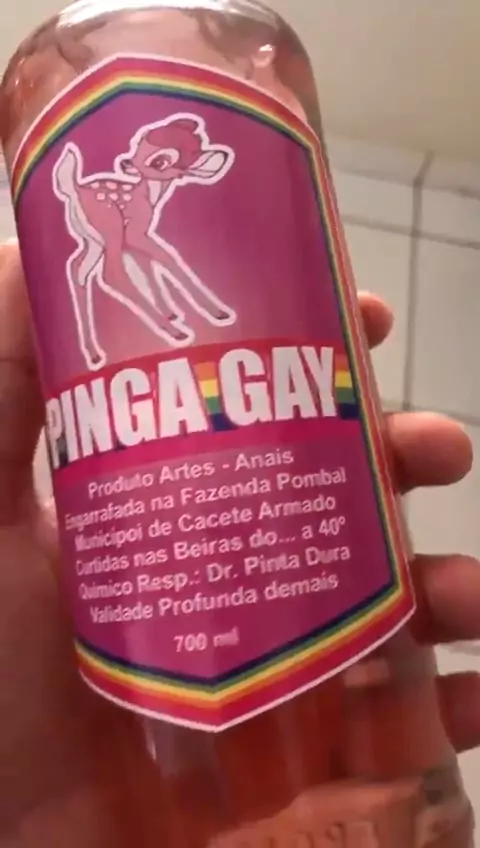 PINGA GAY
Produto Artes - Anais
Engarrafada na Fazenda Pombal
Municipoi de Cacete Armado
Curtidas nas Beiras do... a 40º
Químico Resp.: Dr. Pinta Dura
Validade Profunda demais
700 ml